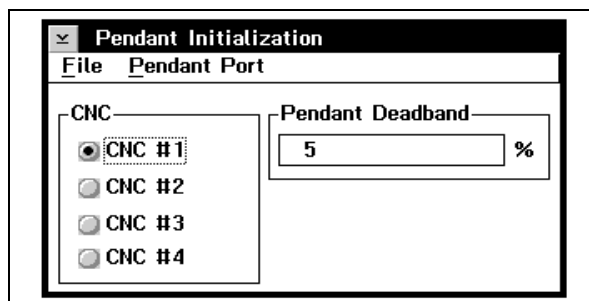 Pendant Initialization
File Pendant Port
CNC
CNC #1
CNC #2
CNC #3
CNC #4
Pendant Deadband
5 %